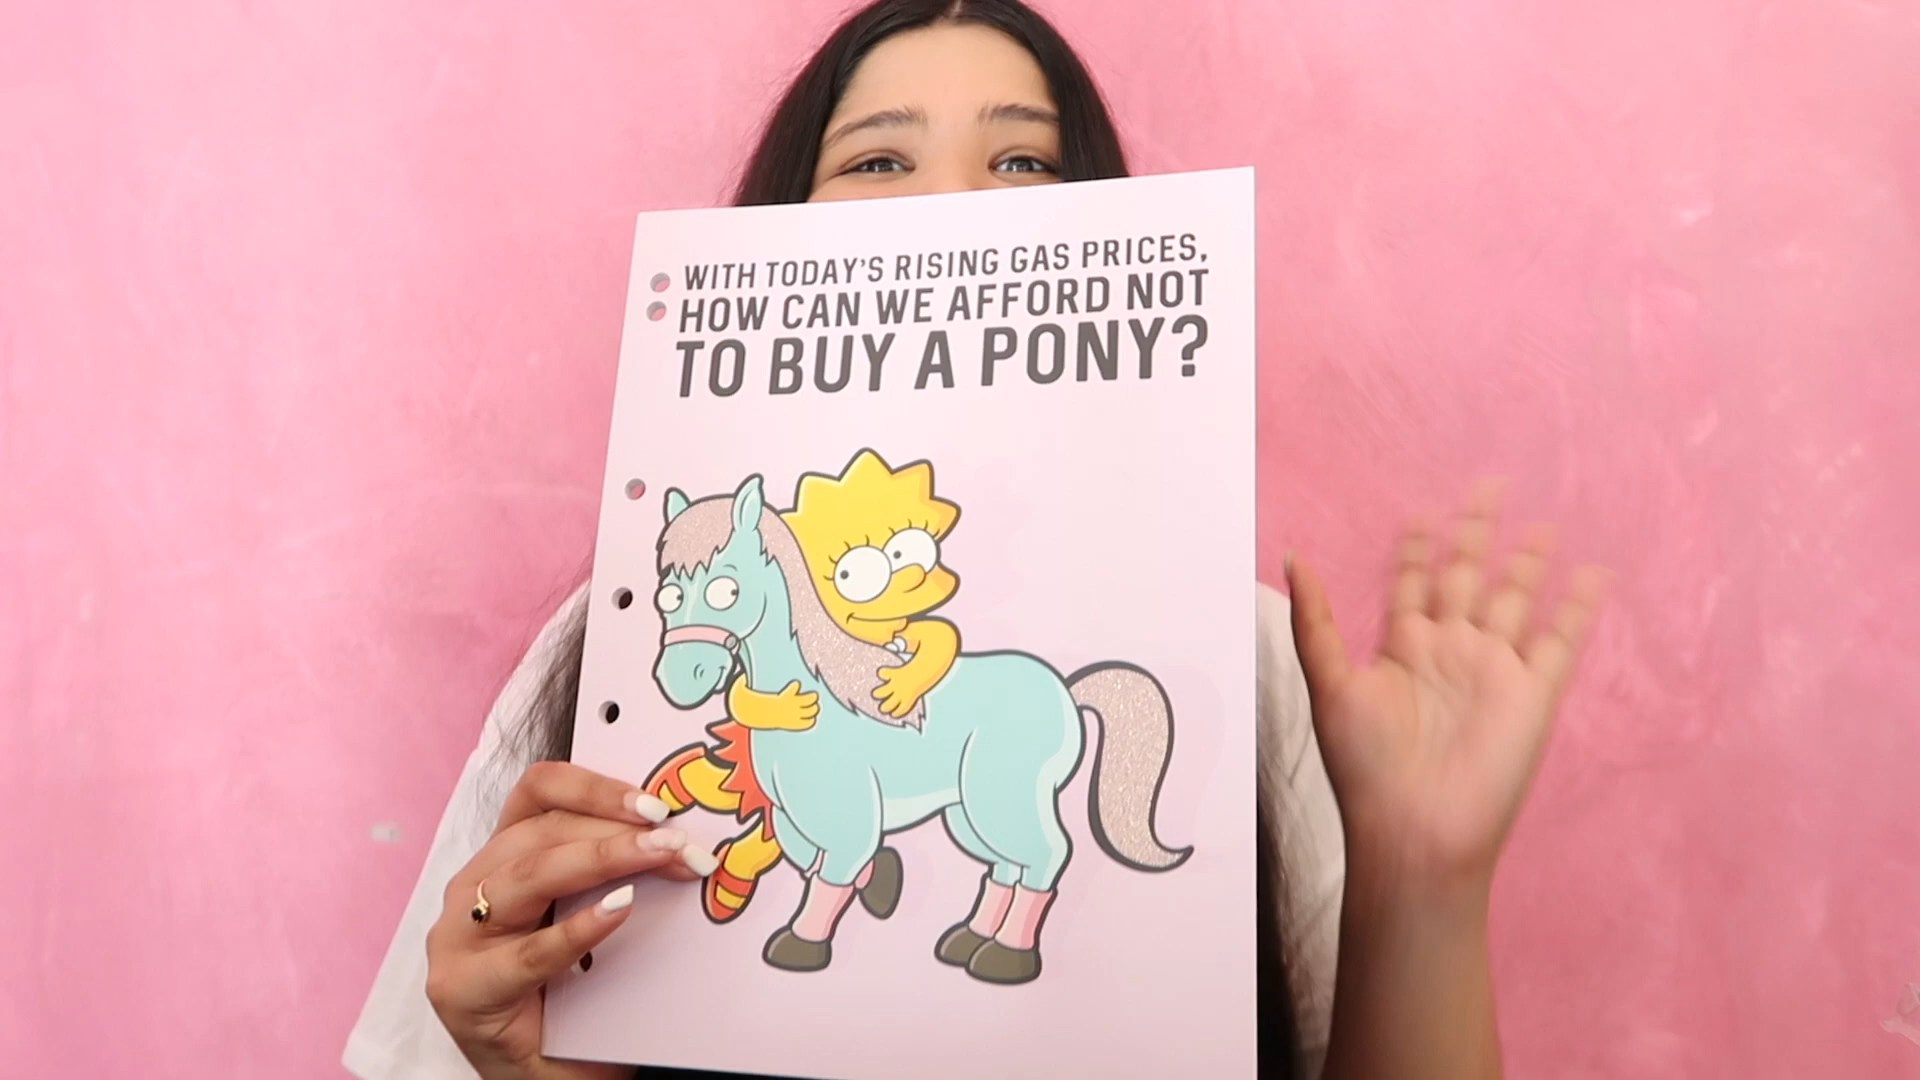 WITH TODAY'S RISING GAS PRICES,
HOW CAN WE AFFORD NOT
TO BUY A PONY?